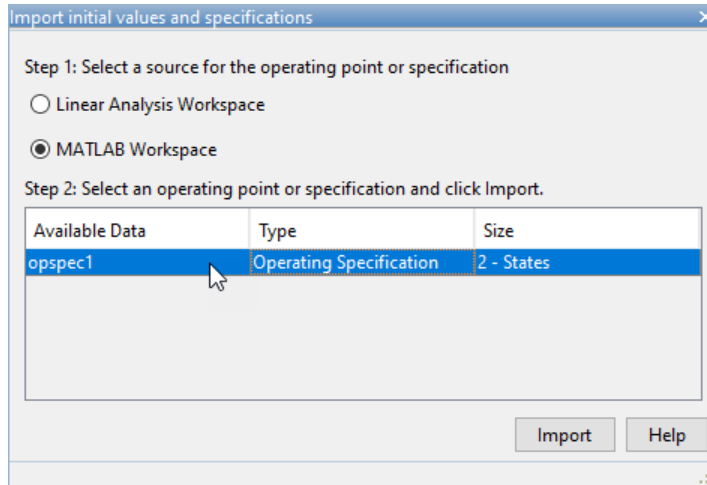 Import initial values and specifications
Step 1: Select a source for the operating point or specification
Linear Analysis Workspace
MATLAB Workspace
Step 2: Select an operating point or specification and click Import.
Available Data Type Size
opspec1 Operating Specification 2 - States
Import Help